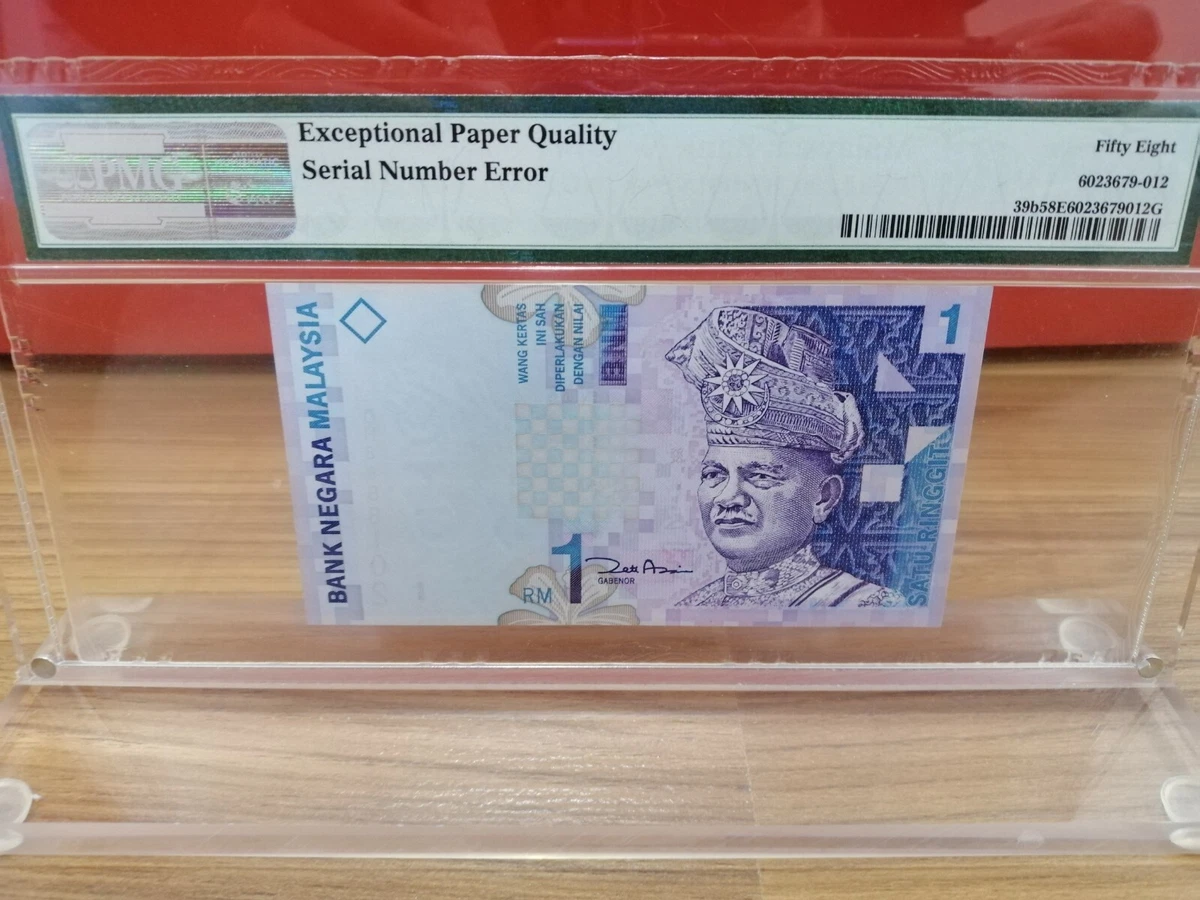 PMG
Exceptional Paper Quality
Serial Number Error
Fifty Eight
6023679-012
39b58E6023679012G
BANK NEGARA MALAYSIA
WANG KERTAS
INI SAH
DIPERLAKUKAN
DENGAN NILAI
1
SATU RINGGIT
1
RM
GABENOR